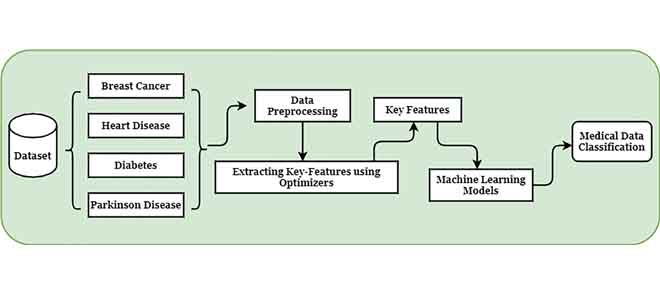 Dataset
Breast Cancer
Heart Disease
Diabetes
Parkinson Disease
Data
Preprocessing
Extracting Key-Features using
Optimizers
Key Features
Machine Learning
Models
Medical Data
Classification